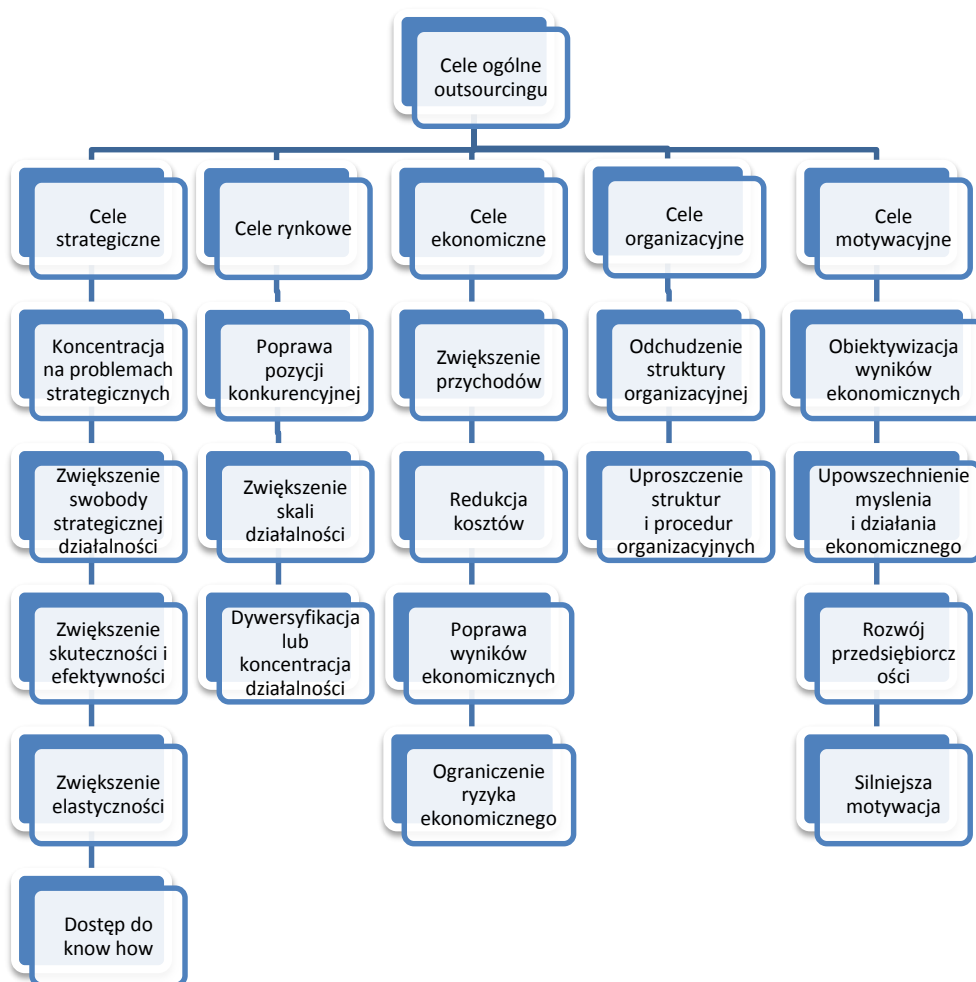 Cele ogólne
outsourcingu
Cele
strategiczne
Cele rynkowe
Cele
ekonomiczne
Cele
organizacyjne
Cele
motywacyjne
Koncentracja
na problemach
strategicznych
Poprawa
pozycji
konkurencyjnej
Zwiększenie
przychodów
Odchudzenie
struktury
organizacyjnej
Obiektywizacja
wyników
ekonomicznych
Zwiększenie
swobody
strategicznej
działalności
Zwiększenie
skali
działalności
Redukcja
kosztów
Uproszczenie
struktur
i procedur
organizacyjnych
Upowszechnienie
myslenia
i działania
ekonomicznego
Zwiększenie
skuteczności i
efektywności
Dywersyfikacja
lub
koncentracja
działalności
Poprawa
wyników
ekonomicznych
Rozwój
przedsiębiorcz
ości
Zwiększenie
elastyczności
Ograniczenie
ryzyka
ekonomicznego
Silniejsza
motywacja
Dostęp do
know how